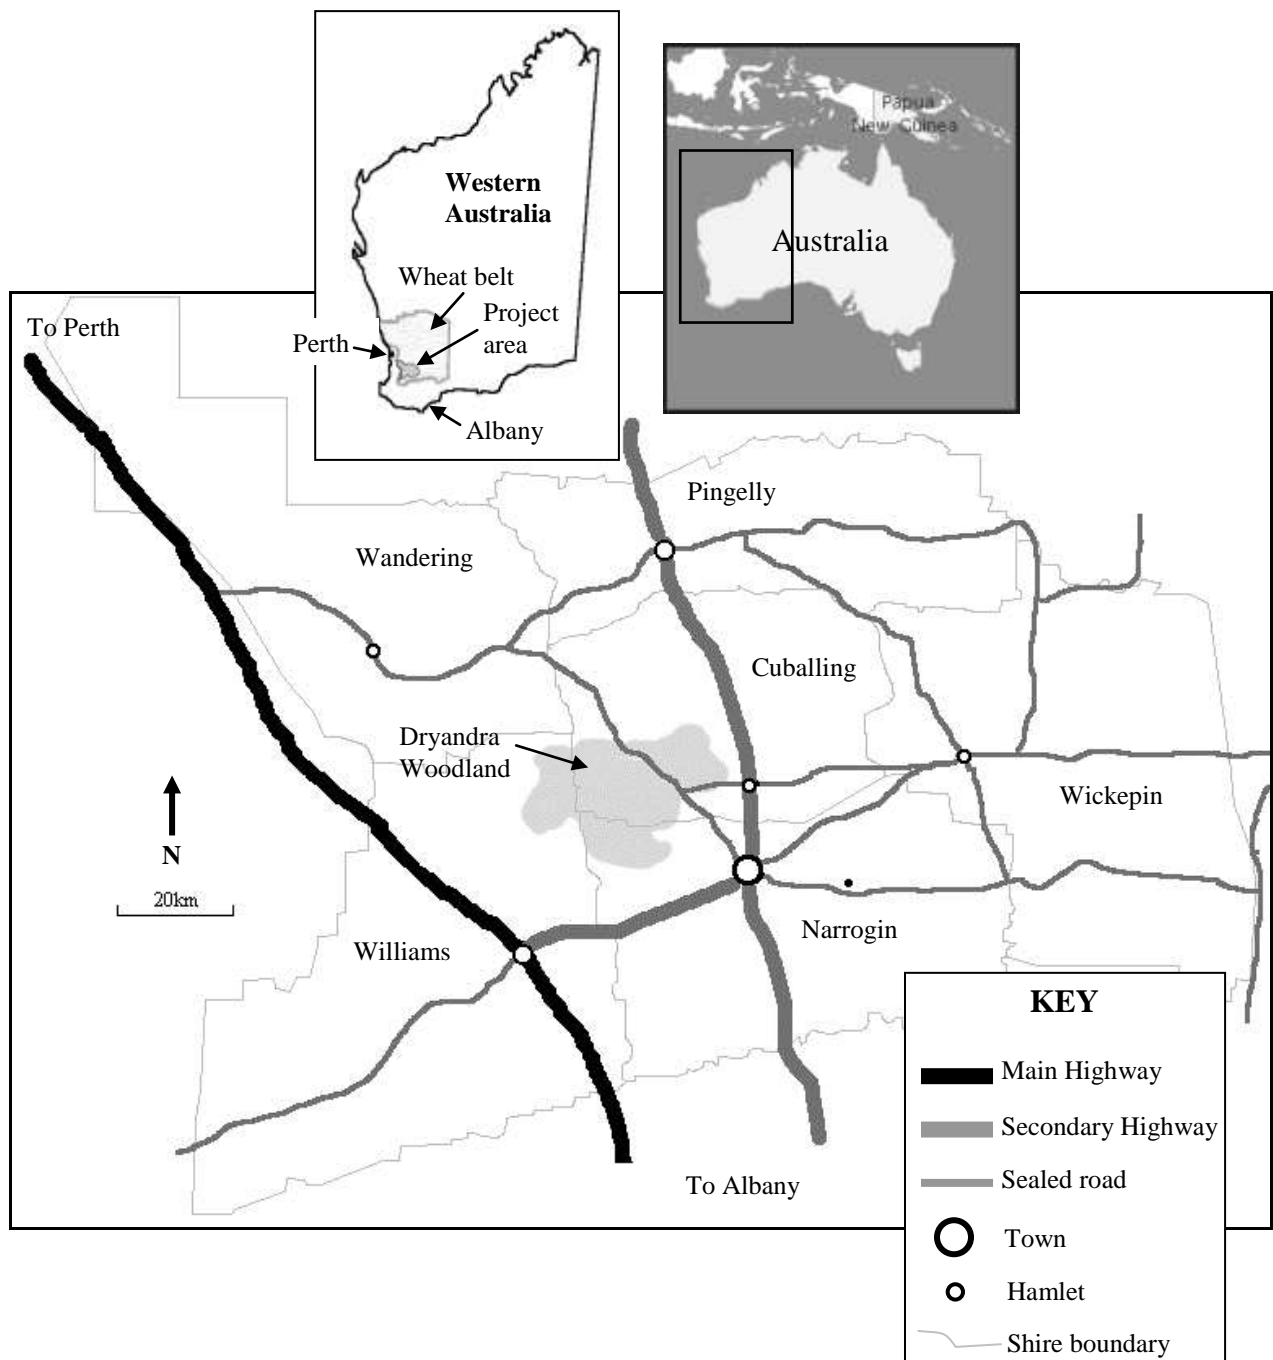 Western
Australia
Wheat belt
Project
area
Perth
Albany
Papua
New Guinea
Australia
To Perth
Pingelly
Wandering
Cuballing
Dryandra
Woodland
Wickepin
N
20km
Williams
Narrogin
To Albany
KEY
Main Highway
Secondary Highway
Sealed road
Town
Hamlet
Shire boundary